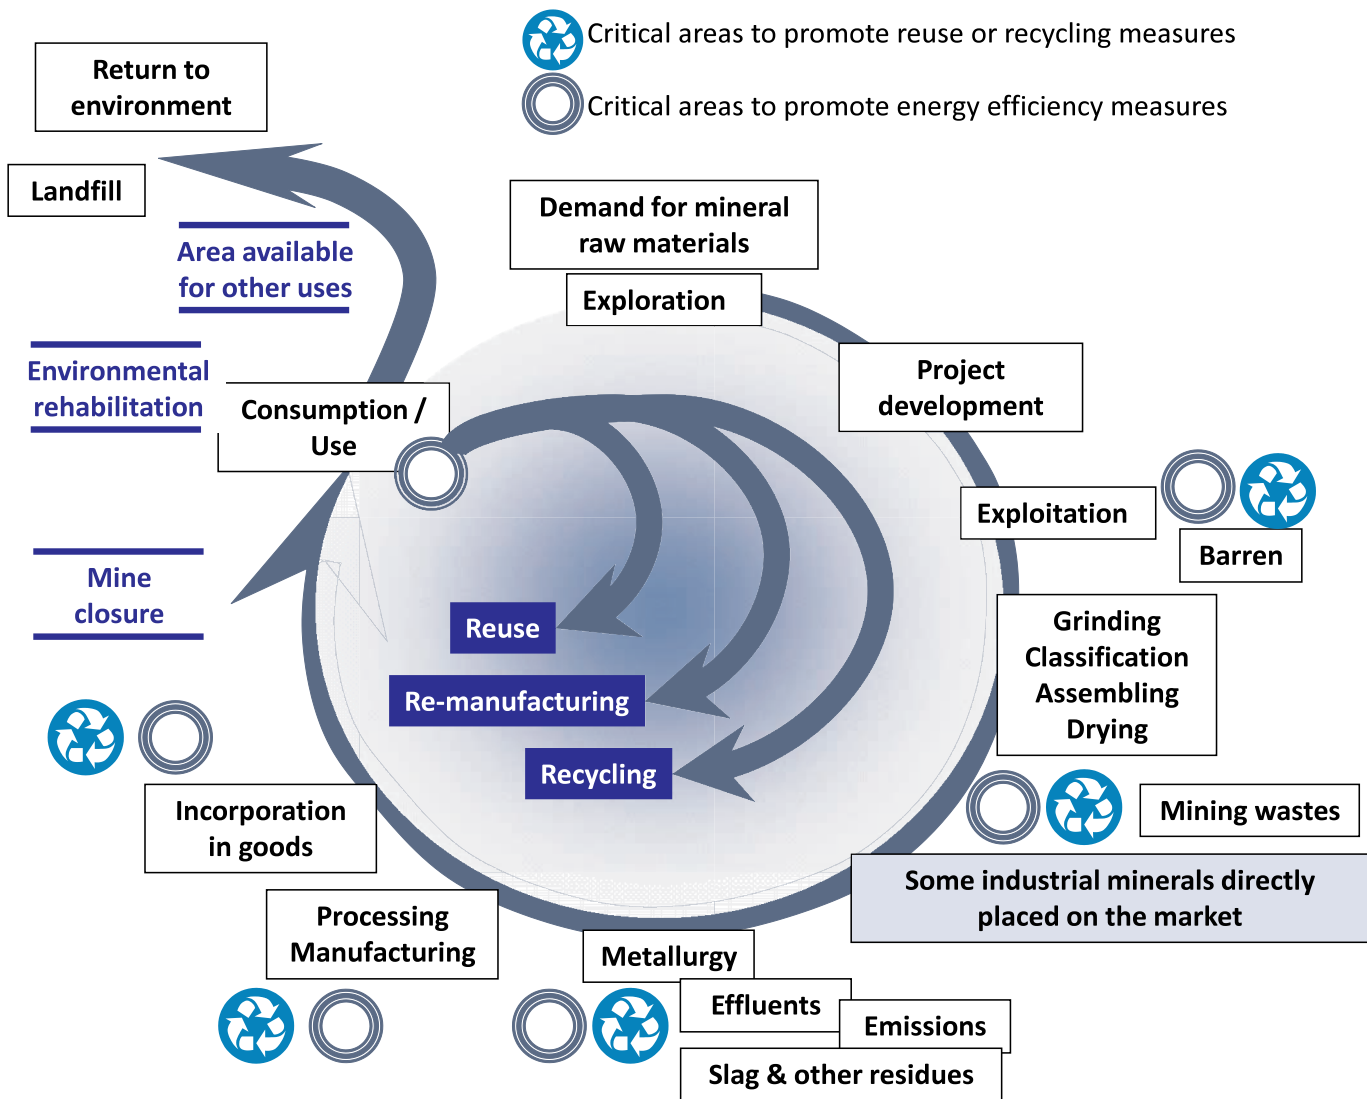 Critical areas to promote reuse or recycling measures
Critical areas to promote energy efficiency measures
Return to
environment
Landfill
Area available
for other uses
Environmental
rehabilitation
Mine
closure
Demand for mineral
raw materials
Exploration
Project
development
Consumption /
Use
Exploitation
Barren
Grinding
Classification
Assembling
Drying
Reuse
Re-manufacturing
Recycling
Mining wastes
Some industrial minerals directly
placed on the market
Incorporation
in goods
Processing
Manufacturing
Metallurgy
Effluents
Emissions
Slag & other residues